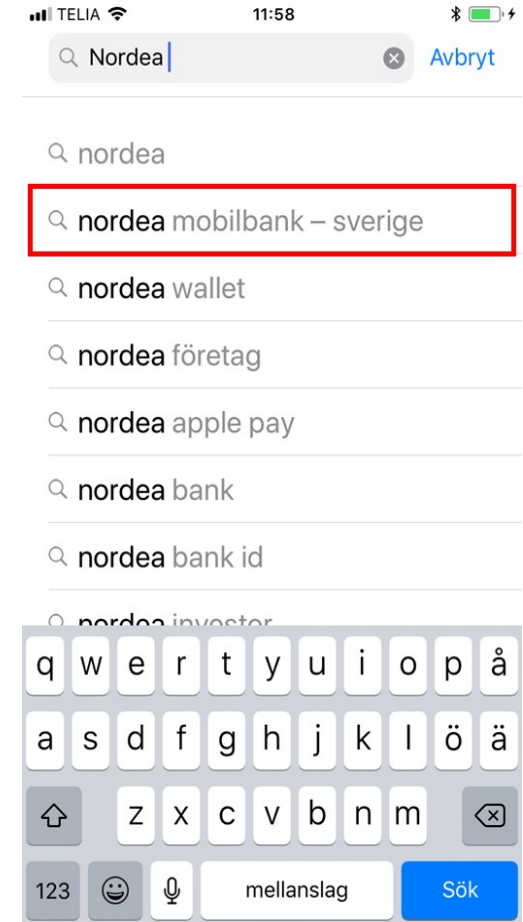 TELIA 11:58
Nordea Avbryt
nordea
nordea mobilbank – sverige
nordea wallet
nordea företag
nordea apple pay
nordea bank
nordea bank id
nordea investor
q w e r t y u i o p å
a s d f g h j k l ö ä
z x c v b n m
123 mellanslag Sök